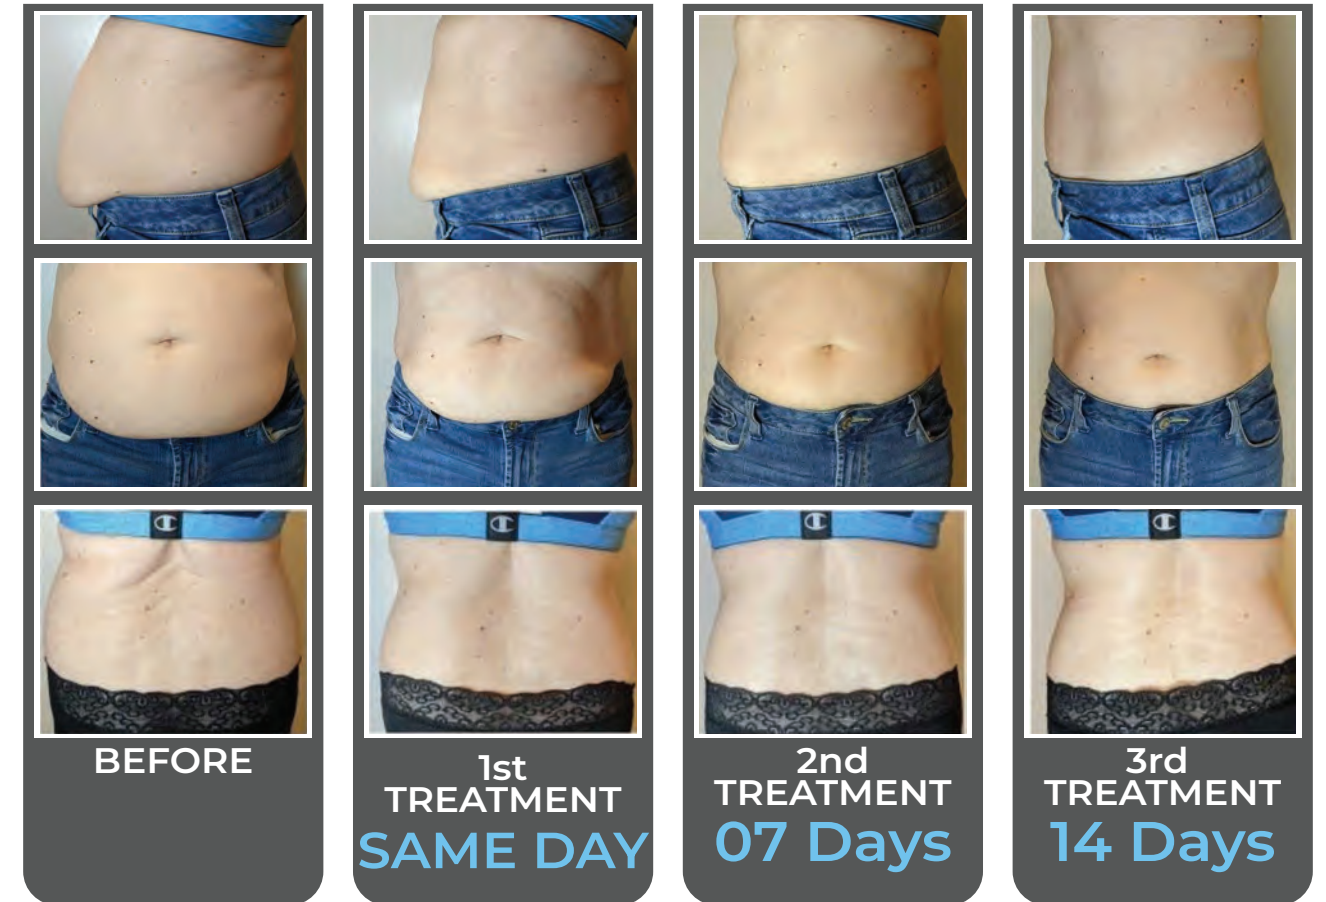 BEFORE
1st
TREATMENT
SAME DAY
2nd
TREATMENT
07 Days
3rd
TREATMENT
14 Days